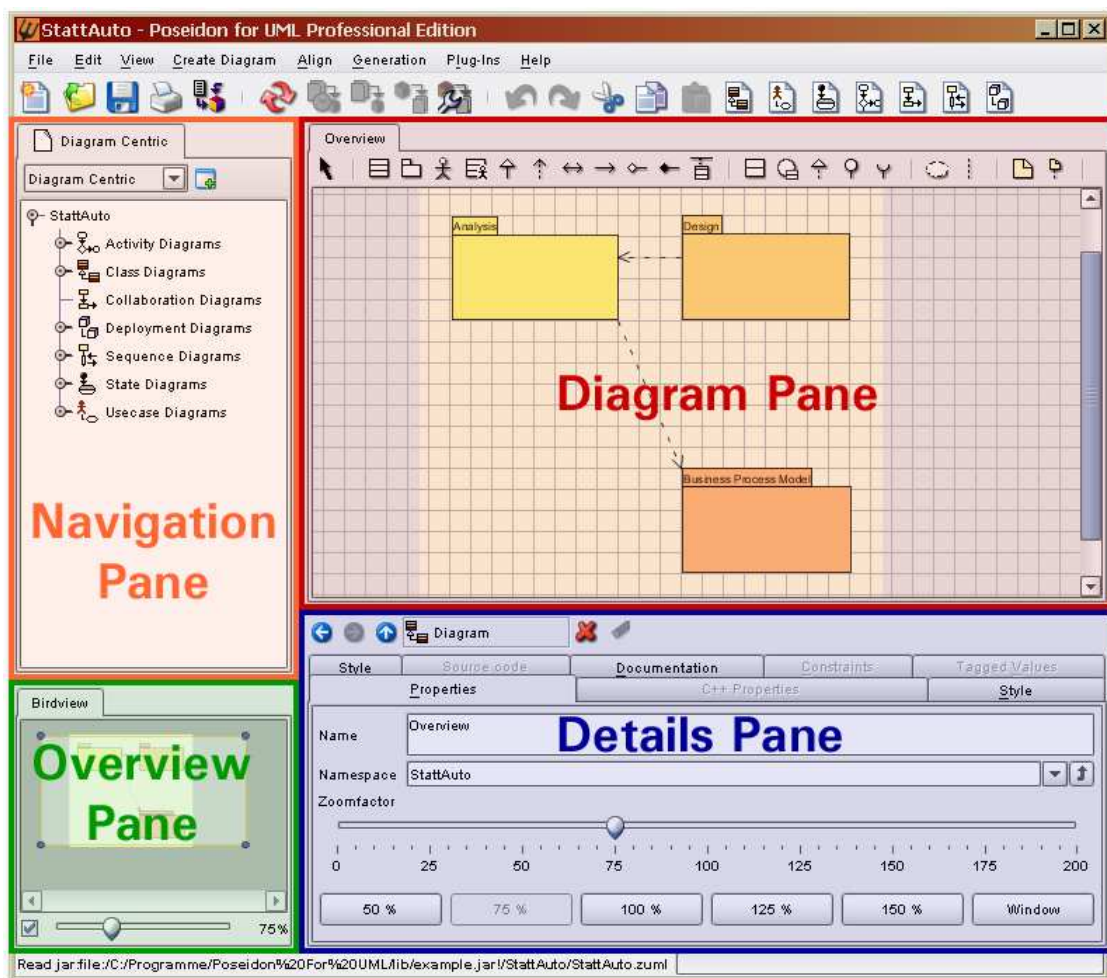 StattAuto - Poseidon for UML Professional Edition
File Edit View Create Diagram Align Generation Plug-Ins Help
Diagram Centric
Diagram Centric
StattAuto
Activity Diagrams
Class Diagrams
Collaboration Diagrams
Deployment Diagrams
Sequence Diagrams
State Diagrams
Usecase Diagrams
Navigation
Pane
Overview
Analysis
Design
Diagram Pane
Business Process Model
Birdview
Overview
Pane
75%
Diagram
Style Source code Documentation Constraints Tagged Values
Properties C++ Properties Style
Name Overview
Details Pane
Namespace StattAuto
Zoomfactor
0 25 50 75 100 125 150 175 200
50 % 75 % 100 % 125 % 150 % Window
Read jar:file:/C:/Programme/Poseidon%20For%20UML/lib/example.jar!/StattAuto/StattAuto.zuml